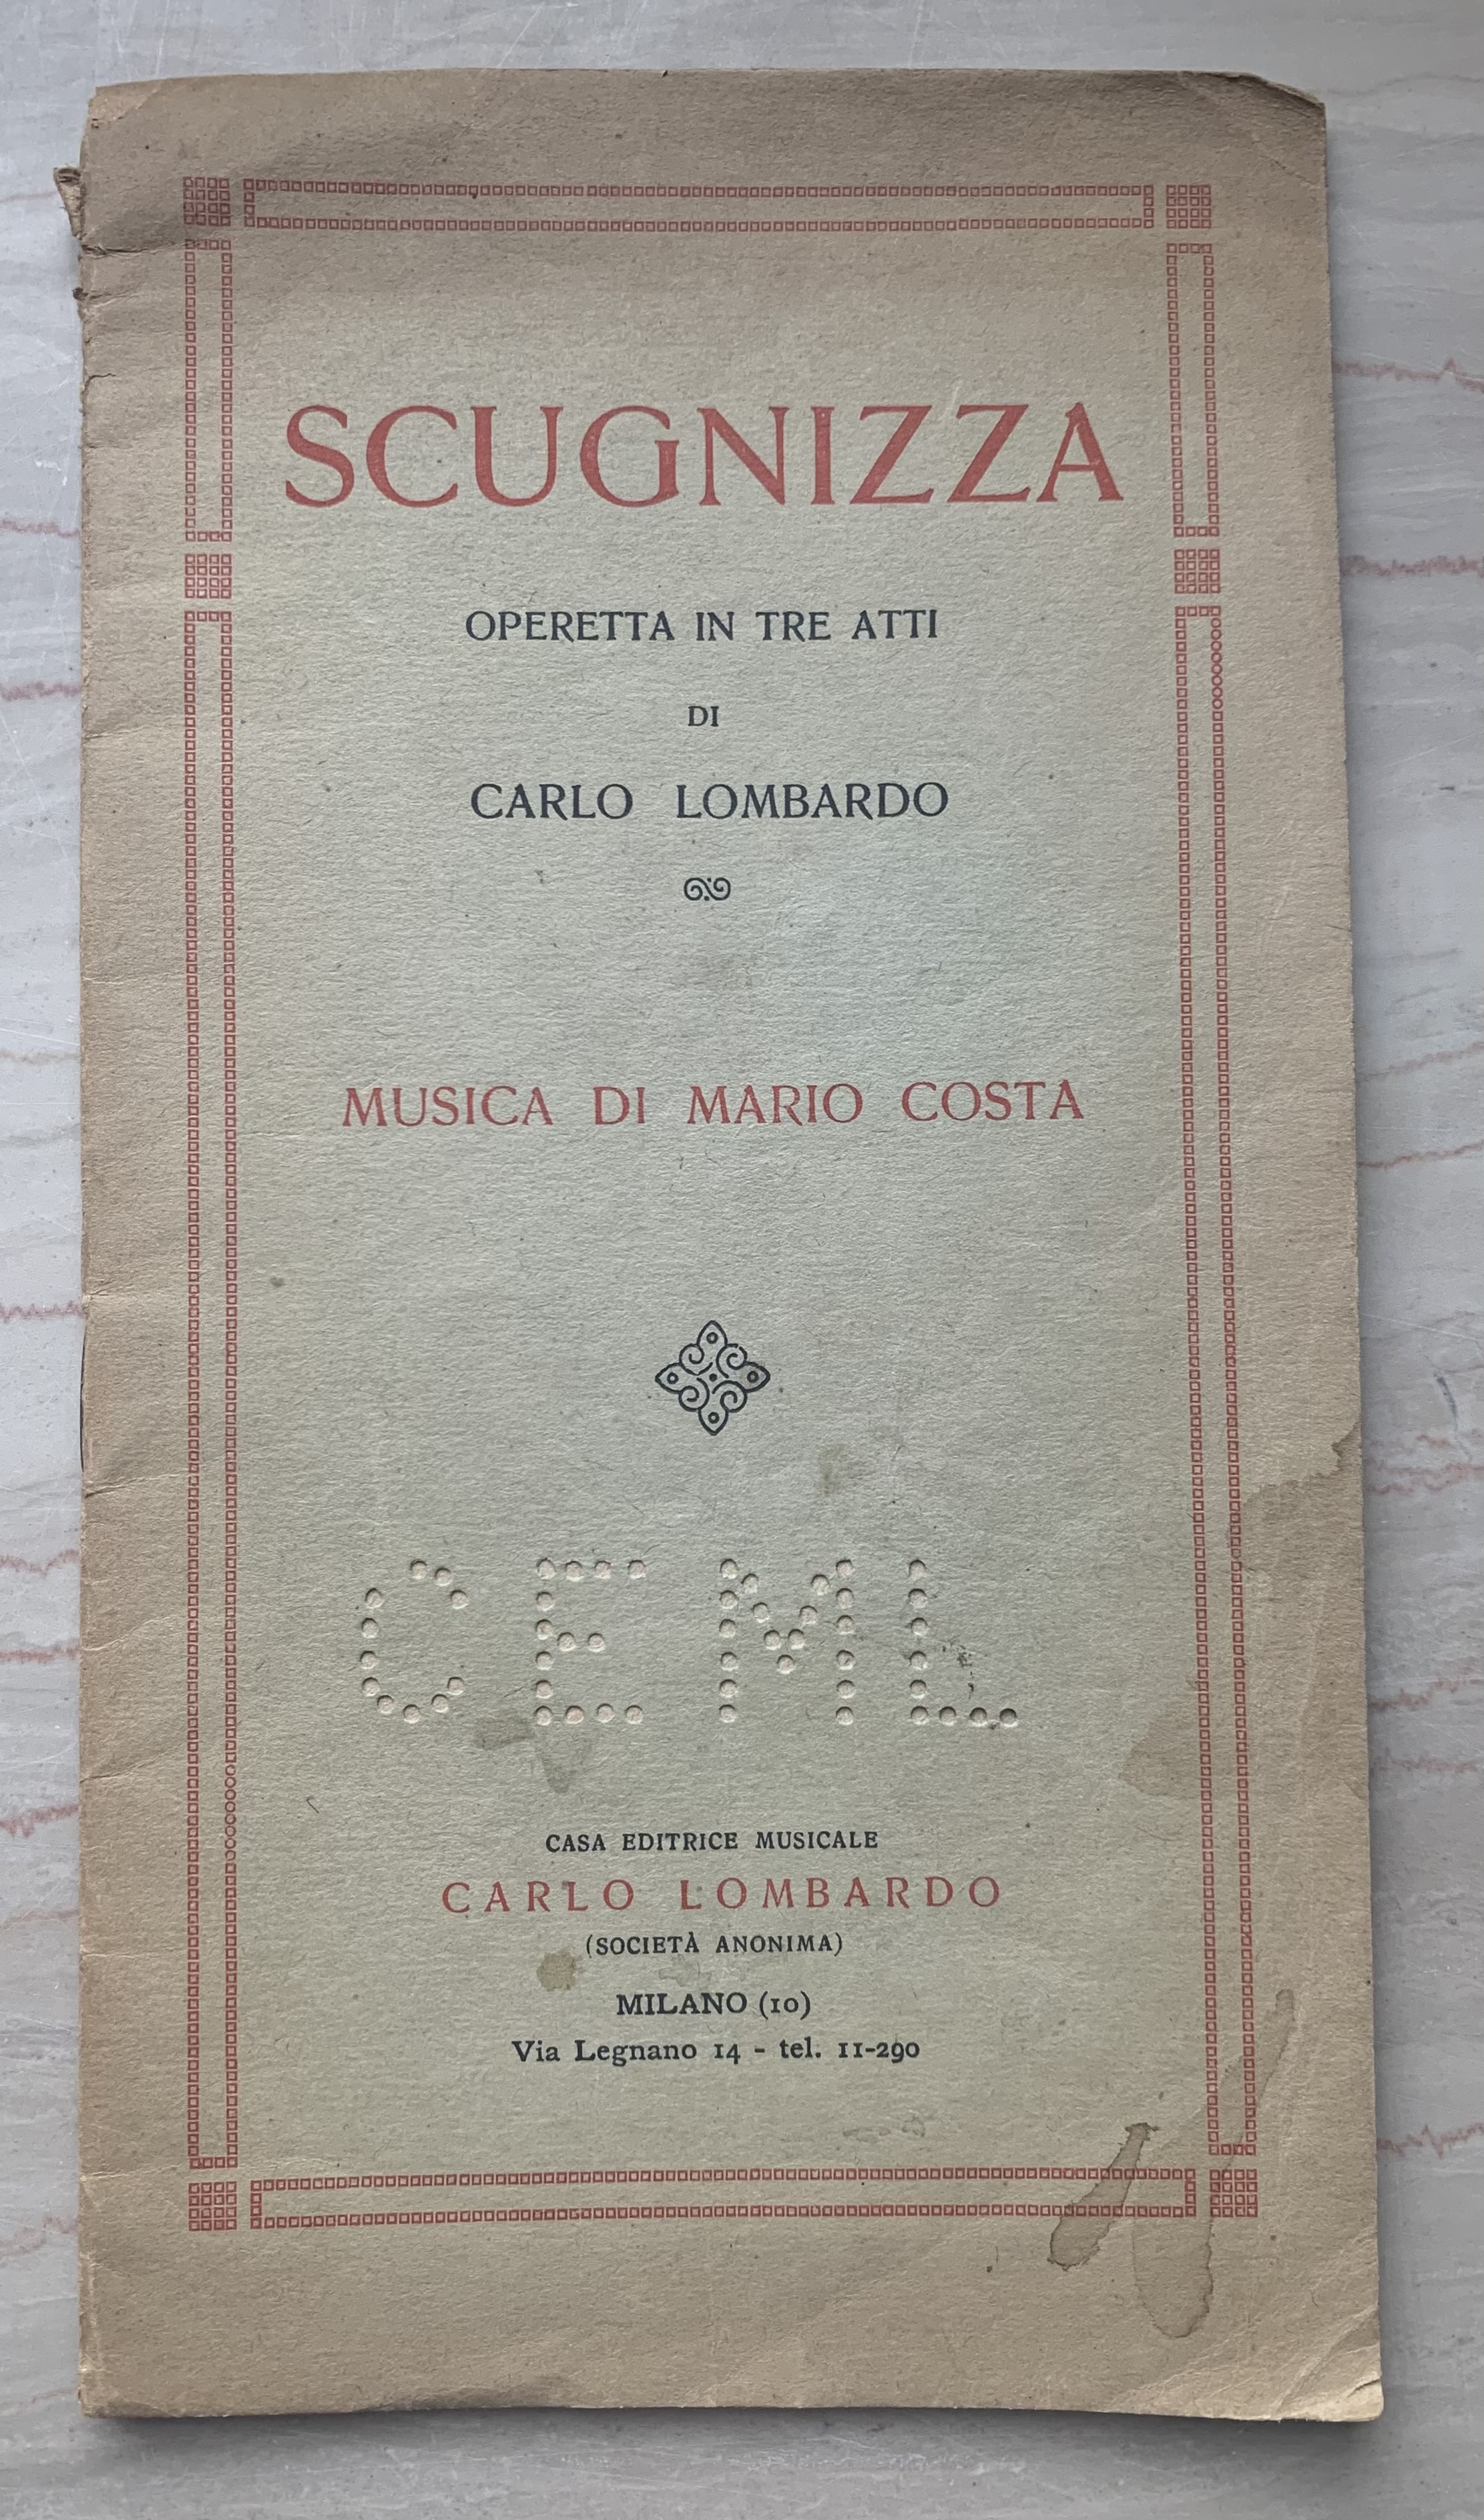 SCUGNIZZA
OPERETTA IN TRE ATTI
DI
CARLO LOMBARDO
MUSICA DI MARIO COSTA
CEML
CASA EDITRICE MUSICALE
CARLO LOMBARDO
(SOCIETÀ ANONIMA)
MILANO (10)
Via Legnano 14 - tel. 11-290